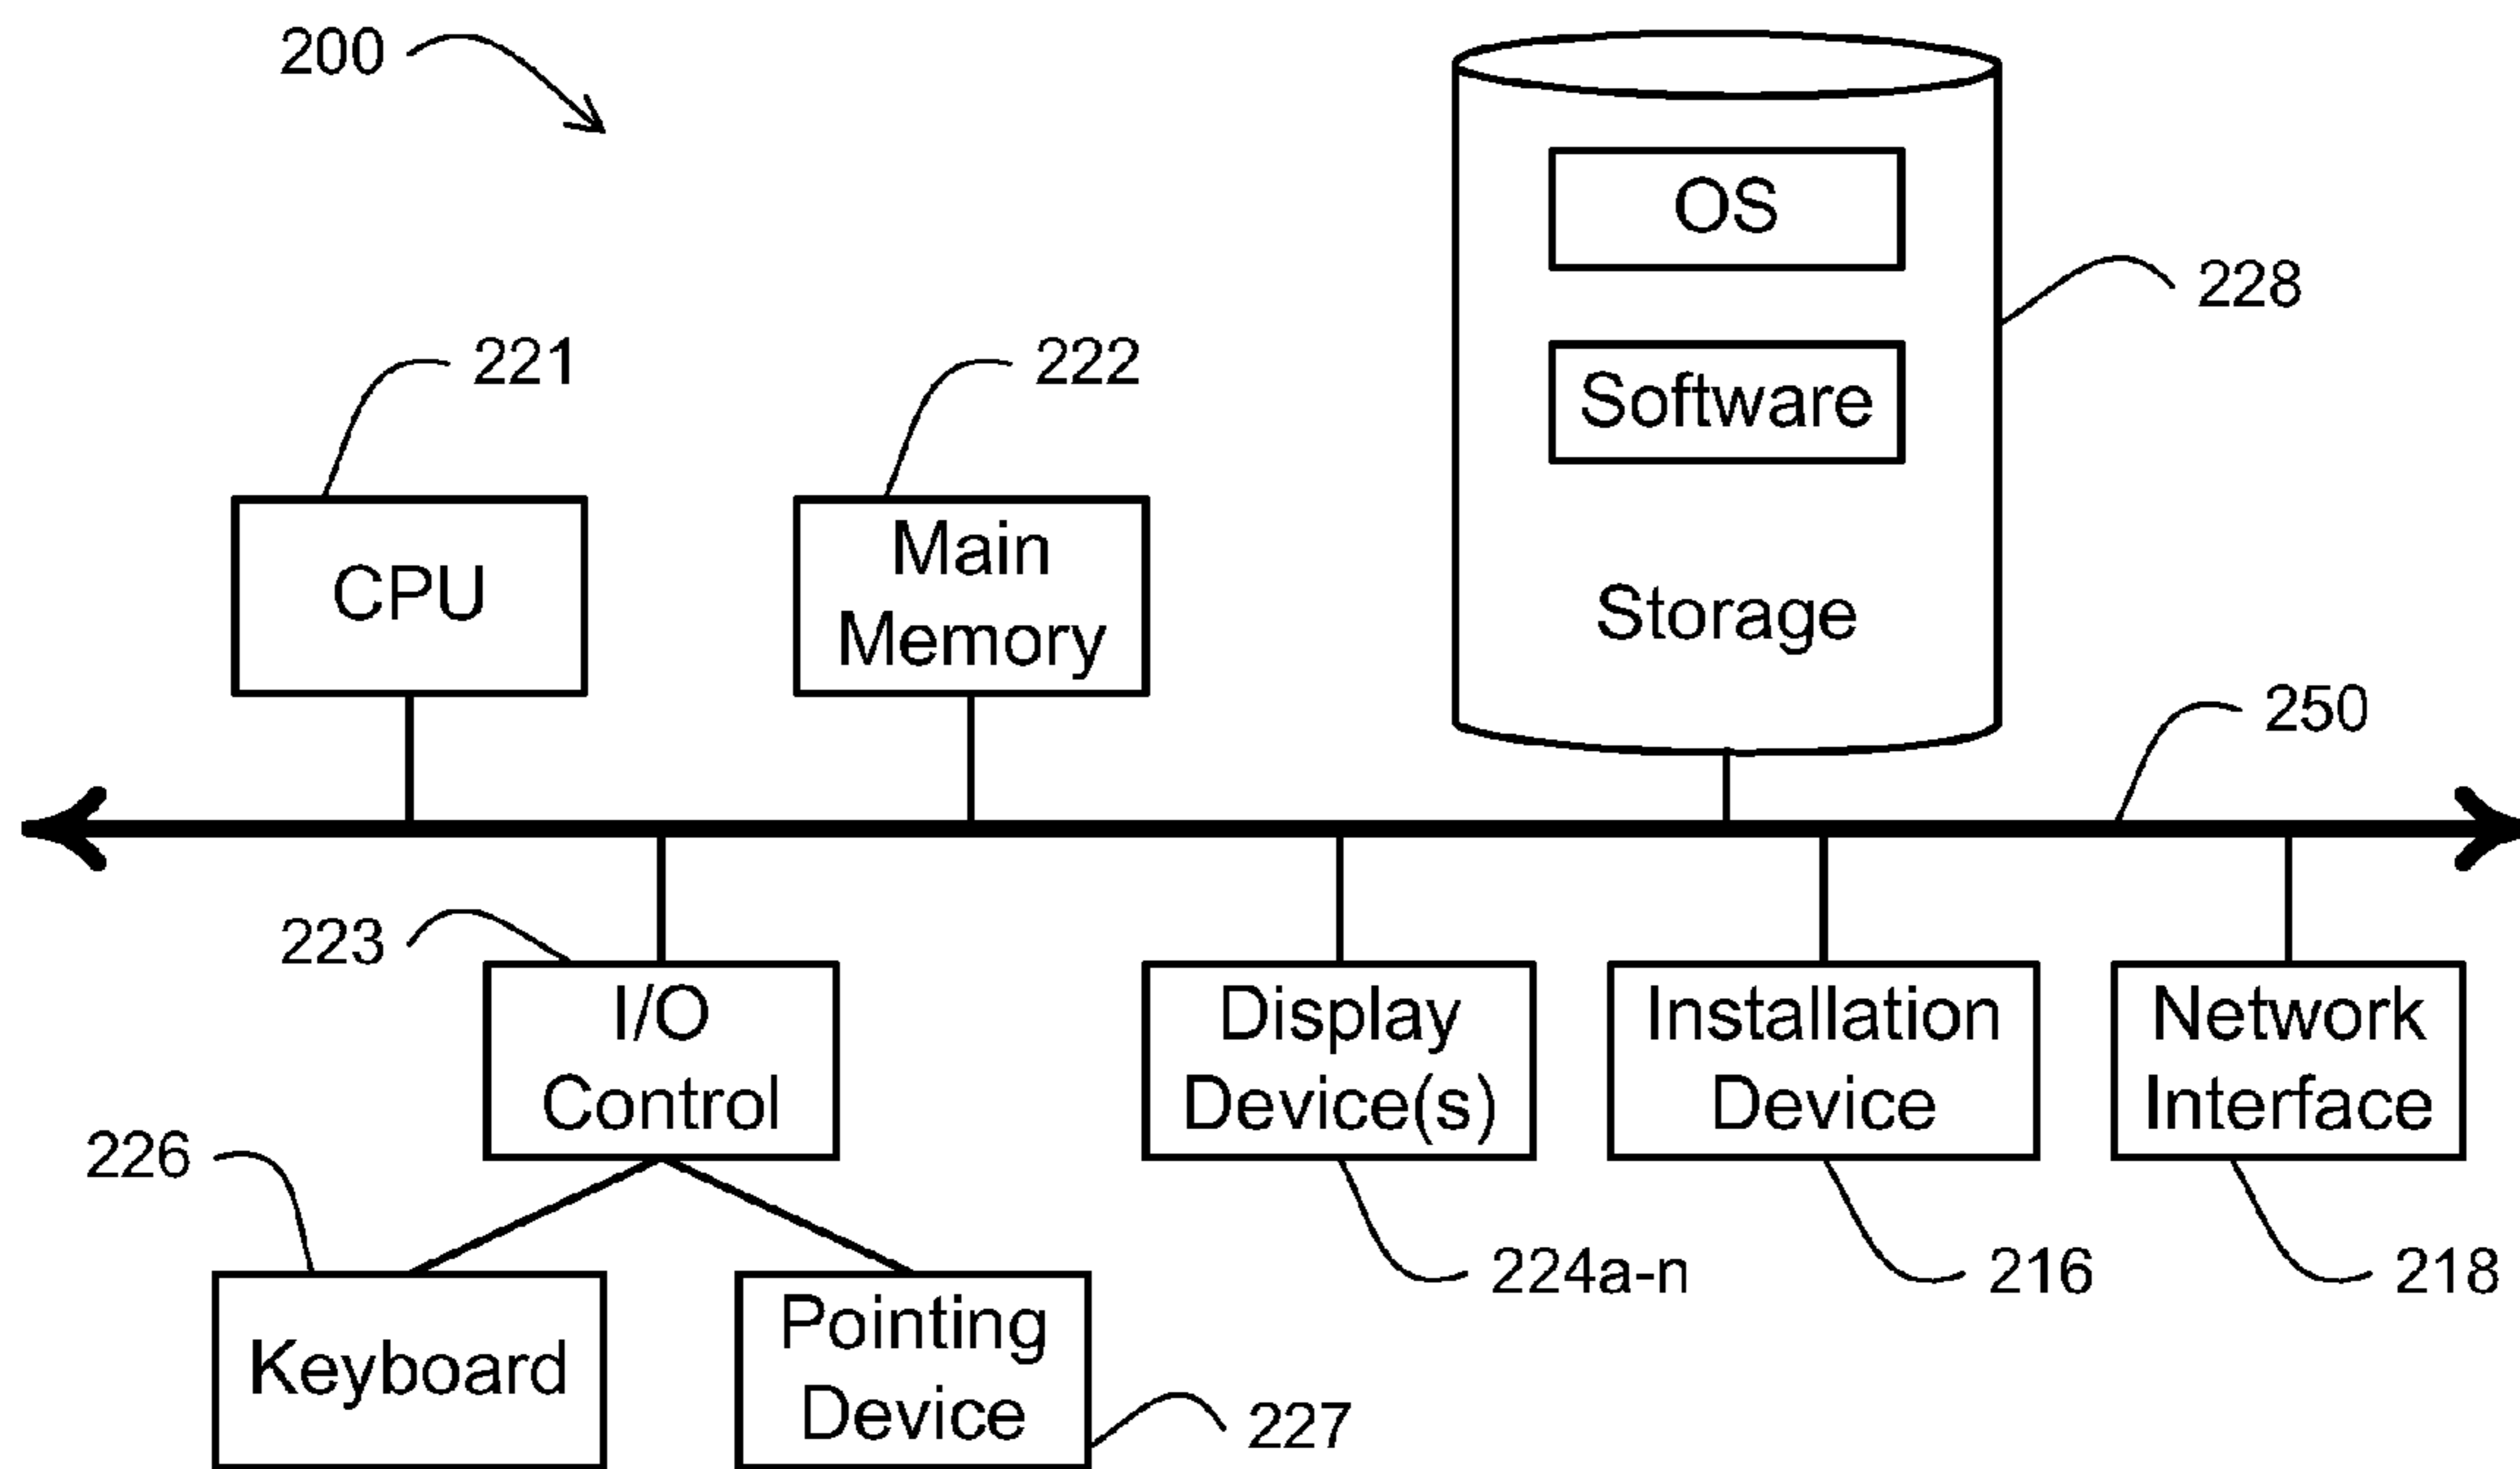 200
OS
228
221
222
Software
CPU
Main
Memory
Storage
250
223
I/O
Control
Display
Device(s)
Installation
Device
Network
Interface
226
224a-n
216
218
Keyboard
Pointing
Device
227